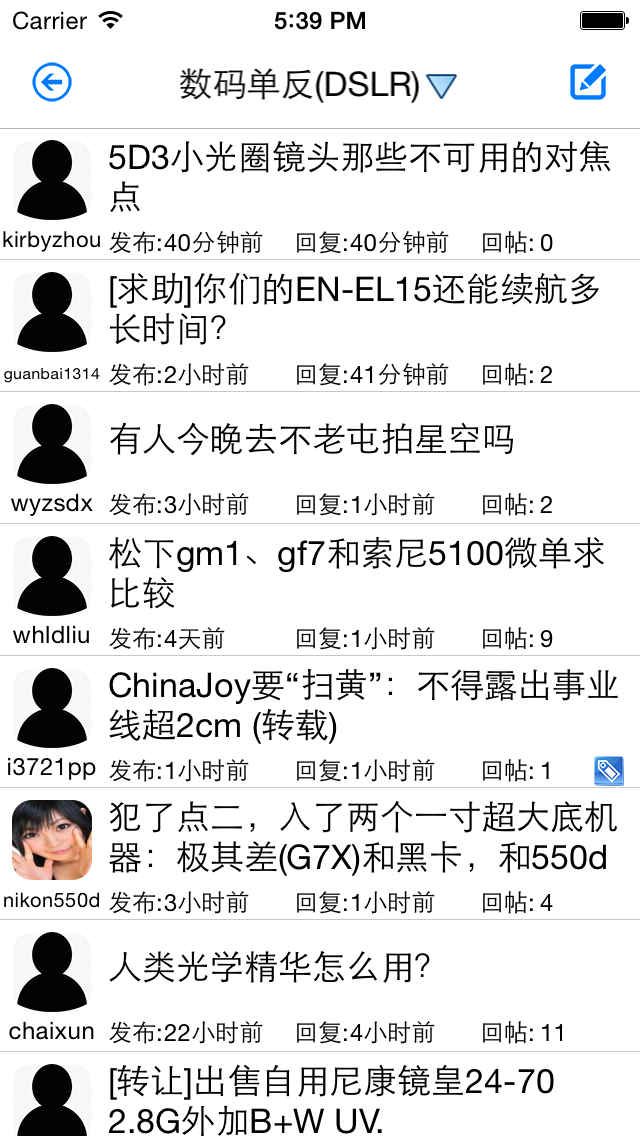 Carrier 5:39 PM
数码单反(DSLR)
5D3小光圈镜头那些不可用的对焦
点
kirbyzhou 发布:40分钟前 回复:40分钟前 回帖: 0
[求助]你们的EN-EL15还能续航多
长时间?
guanbai1314 发布:2小时前 回复:41分钟前 回帖: 2
有人今晚去不老屯拍星空吗
wyzsdx 发布:3小时前 回复:1小时前 回帖: 2
松下gm1、gf7和索尼5100微单求
比较
whldliu 发布:4天前 回复:1小时前 回帖: 9
ChinaJoy要“扫黄”：不得露出事业
线超2cm (转载)
i3721pp 发布:1小时前 回复:1小时前 回帖: 1
犯了点二，入了两个一寸超大底机
器：极其差(G7X)和黑卡，和550d
nikon550d 发布:3小时前 回复:1小时前 回帖: 4
人类光学精华怎么用?
chaixun 发布:22小时前 回复:4小时前 回帖: 11
[转让]出售自用尼康镜皇24-70
2.8G外加B+W UV.